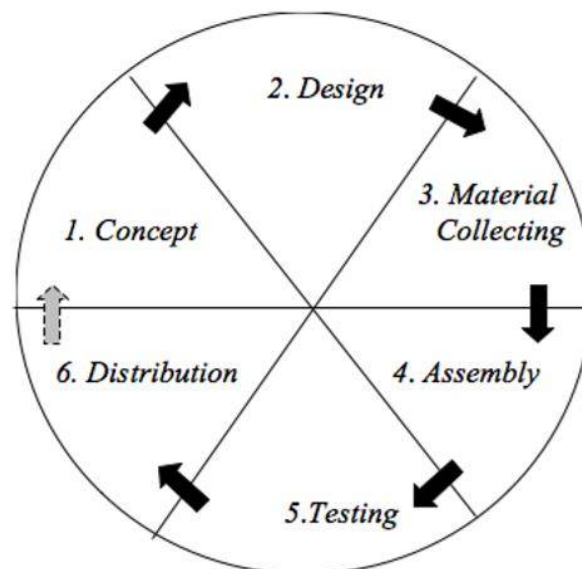 1. Concept
2. Design
3. Material
Collecting
4. Assembly
5.Testing
6. Distribution